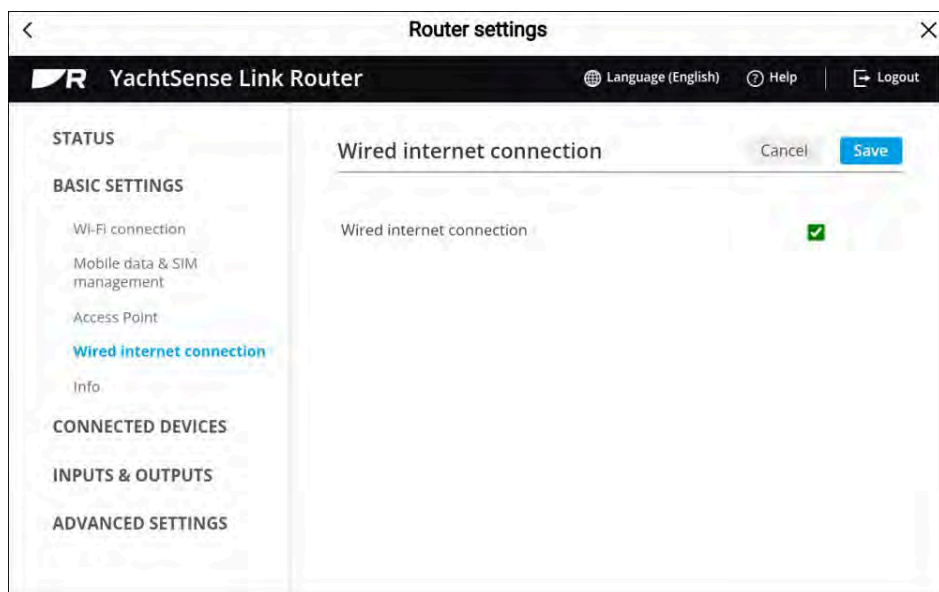 Router settings
YachtSense Link Router
Language (English)
Help
Logout
STATUS
BASIC SETTINGS
Wi-Fi connection
Mobile data & SIM
management
Access Point
Wired internet connection
Info
CONNECTED DEVICES
INPUTS & OUTPUTS
ADVANCED SETTINGS
Wired internet connection
Cancel
Save
Wired internet connection